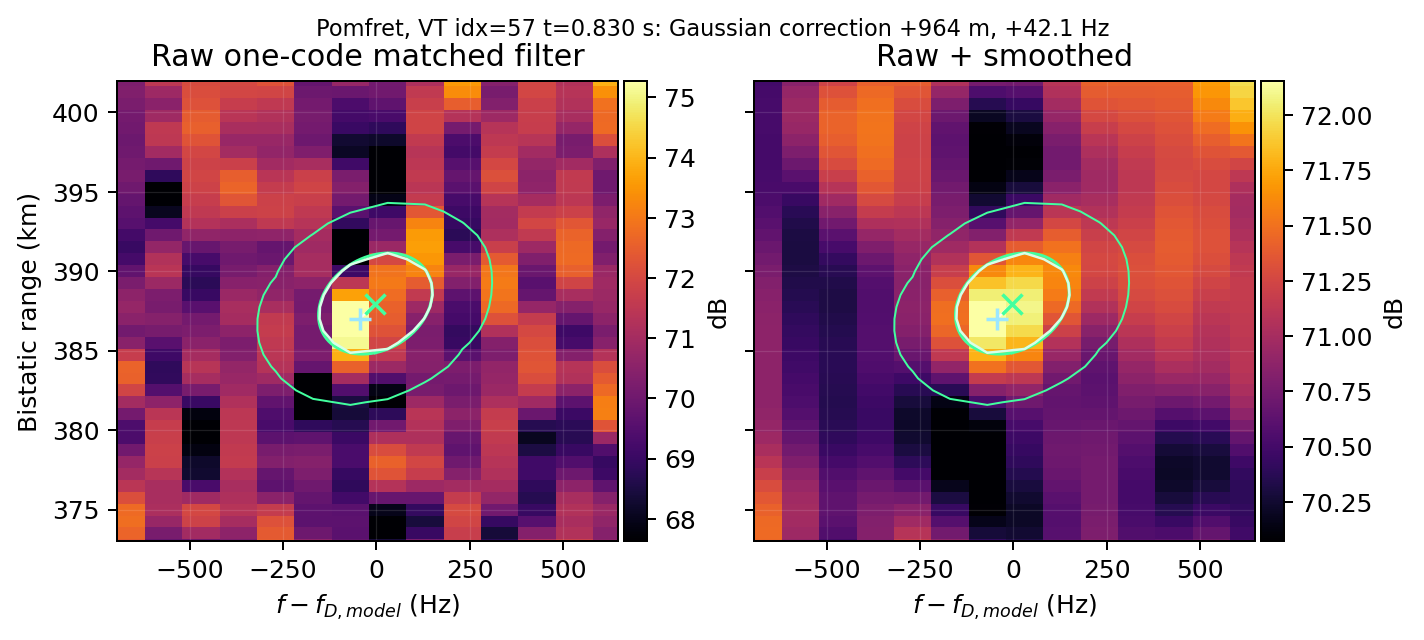 Pomfret, VT idx=57 t=0.830 s: Gaussian correction +964 m, +42.1 Hz
Raw one-code matched filter
Raw + smoothed
Bistatic range (km)
400
395
390
385
380
375
−500 −250 0 250 500
f − f_{D, model} (Hz)
75
74
73
72
71
70
69
68
dB
−500 −250 0 250 500
f − f_{D, model} (Hz)
72.00
71.75
71.50
71.25
71.00
70.75
70.50
70.25
dB